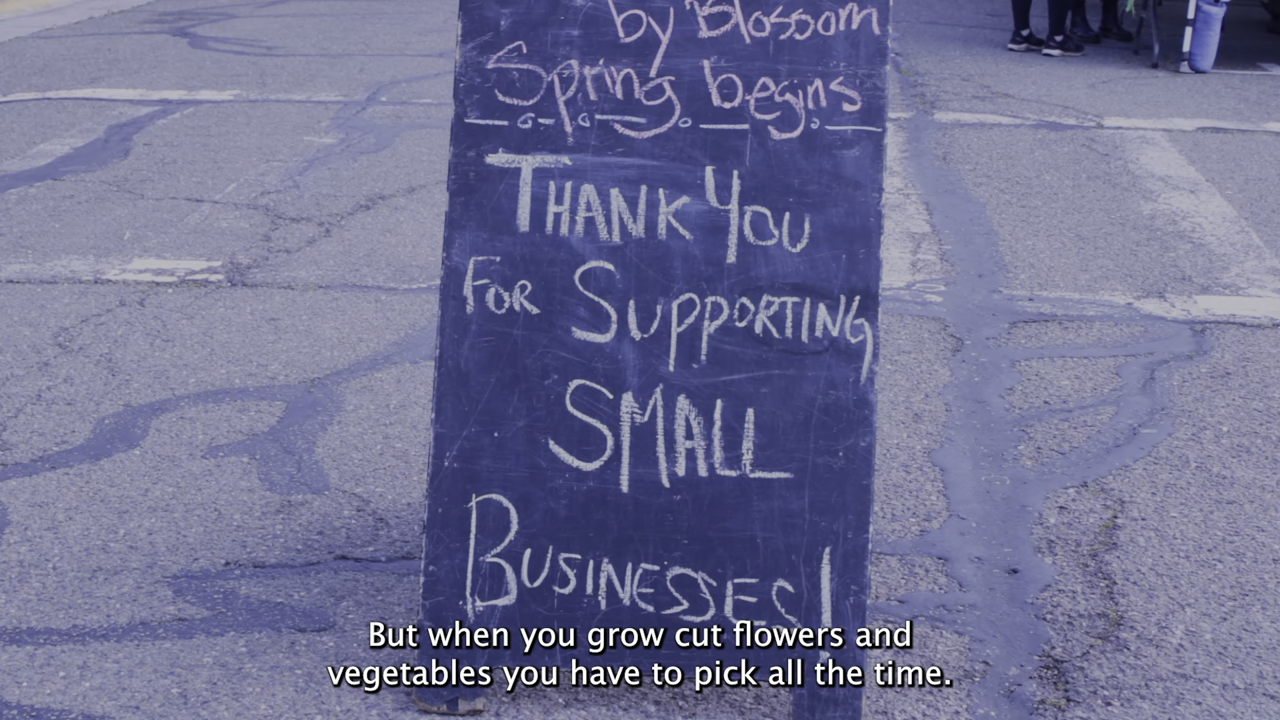 by Blossom
Spring begins
THANK YOU
FOR SUPPORTING
SMALL
BUSINESSES!
But when you grow cut flowers and
vegetables you have to pick all the time.